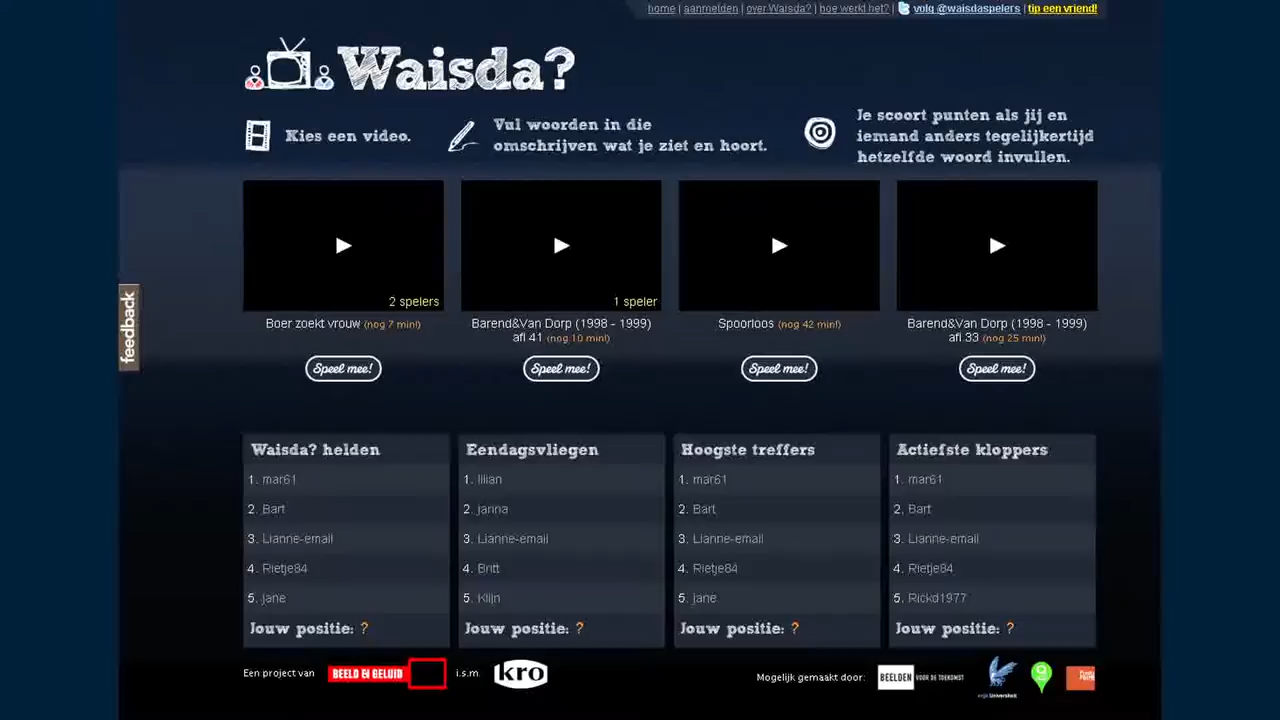 home | aanmelden | over Waisda? | hoe werkt het? | volg @waisdaspelers | tip een vriend!
Waisda?
Kies een video.
Vul woorden in die
omschrijven wat je ziet en hoort.
Je scoort punten als jij en
iemand anders tegelijkertijd
hetzelfde woord invullen.
feedback
2 spelers
1 speler
Boer zoekt vrouw (nog 7 min!)
Barend&Van Dorp (1998 - 1999)
afl 41 (nog 10 min!)
Spoorloos (nog 42 min!)
Barend&Van Dorp (1998 - 1999)
afl 33 (nog 25 min!)
Speel mee!
Speel mee!
Speel mee!
Speel mee!
Waisda? helden
1. mar61
2. Bart
3. Lianne-email
4. Rietje84
5. jane
Jouw positie: ?
Eendagsvliegen
1. lilian
2. janna
3. Lianne-email
4. Britt
5. Klijn
Jouw positie: ?
Hoogste treffers
1. mar61
2. Bart
3. Lianne-email
4. Rietje84
5. jane
Jouw positie: ?
Actiefste kloppers
1. mar61
2. Bart
3. Lianne-email
4. Rietje84
5. Rickd1977
Jouw positie: ?
Een project van
BEELD EN GELUID
i.s.m.
kro
Mogelijk gemaakt door:
BEELDEN VOOR DE TOEKOMST
vrije Universiteit